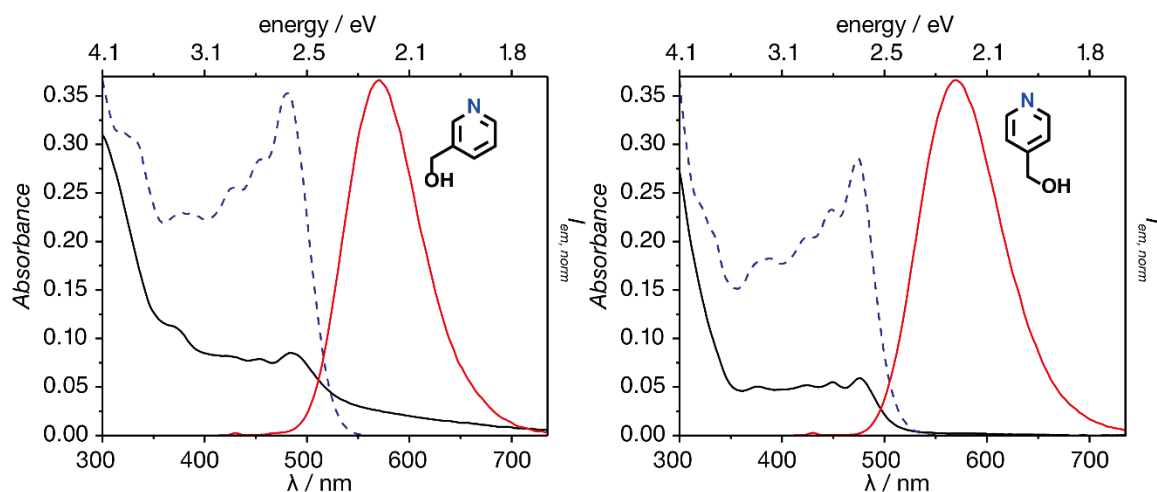 energy / eV
4.1 3.1 2.5 2.1 1.8
0.35
0.30
0.25
0.20
0.15
0.10
0.05
0.00
Absorbance
I em, norm
N
OH
300 400 500 600 700
λ / nm
energy / eV
4.1 3.1 2.5 2.1 1.8
0.35
0.30
0.25
0.20
0.15
0.10
0.05
0.00
Absorbance
I em, norm
N
OH
300 400 500 600 700
λ / nm